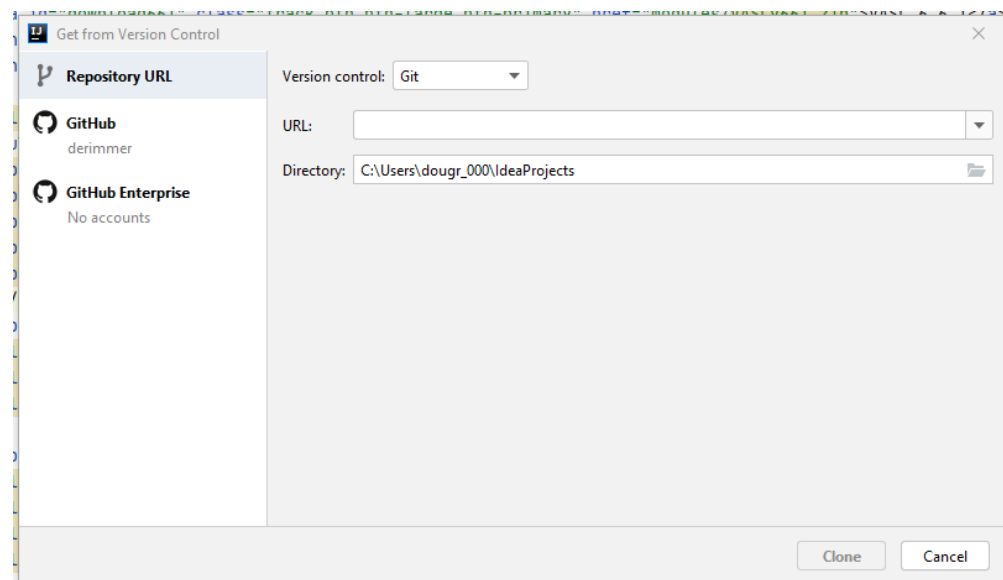 IJ Get from Version Control
Repository URL
GitHub
derimmer
GitHub Enterprise
No accounts
Version control: Git
URL:
Directory: C:\Users\dougr_000\IdeaProjects
Clone Cancel